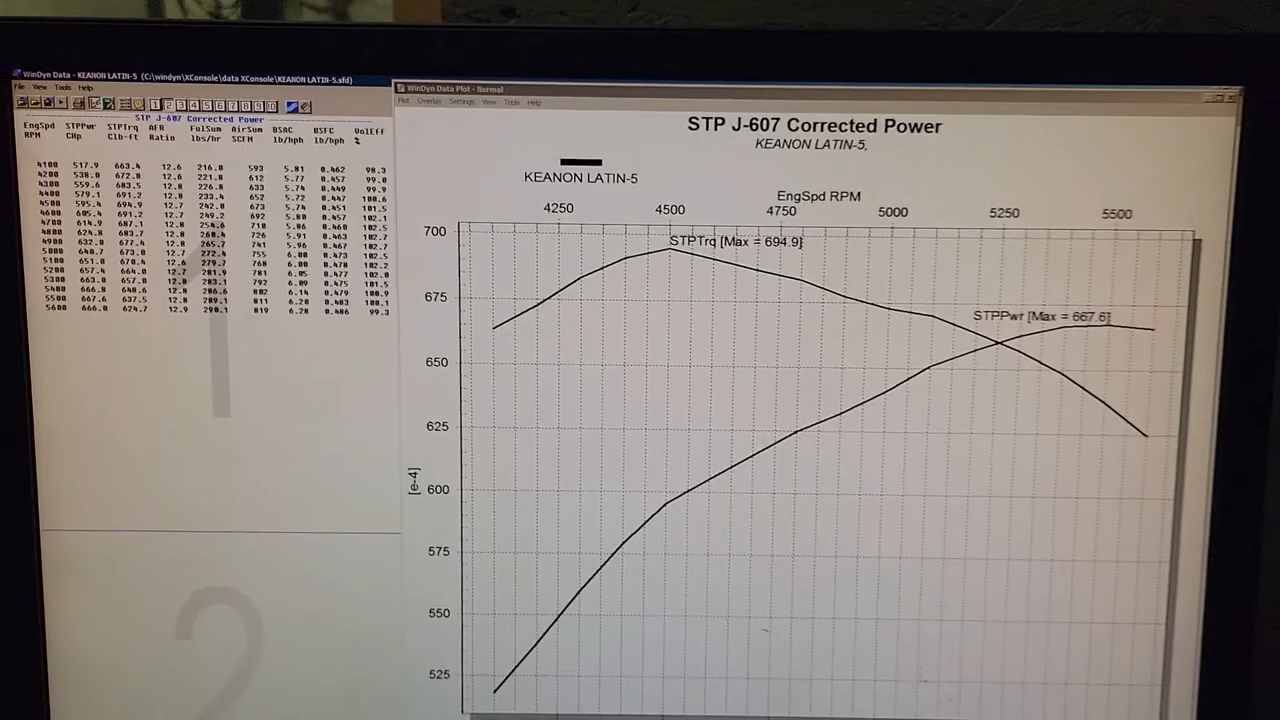 WinDyn Data - KEANON LATIN-5 (C:\windyn\XConsole\data XConsole\KEANON LATIN-5.sfd)
File View Tools Help
1 2 3 4 5 6 7 8 9 10
STP J-607 Corrected Power
EngSpd STPPwr STPTrq AFR FulSum AirSum BSAC BSFC VolEff
RPM CHp Clb-ft Ratio lbs/hr SCFM lb/hph lb/hph %
4100 517.9 663.4 12.6 216.0 593 5.81 0.462 98.3
4200 538.0 672.8 12.6 221.8 612 5.77 0.457 99.0
4300 559.6 683.5 12.8 226.8 633 5.74 0.449 99.9
4400 579.1 691.2 12.8 233.4 652 5.72 0.447 100.6
4500 595.4 694.9 12.7 242.0 673 5.74 0.451 101.5
4600 605.4 691.2 12.7 249.2 692 5.80 0.457 102.1
4700 614.9 687.1 12.8 254.6 710 5.86 0.460 102.5
4800 624.8 683.7 12.8 260.4 726 5.91 0.463 102.7
4900 632.0 677.4 12.8 265.7 741 5.96 0.467 102.7
5000 640.7 673.0 12.7 272.4 755 6.00 0.473 102.5
5100 651.0 670.4 12.6 279.7 768 6.00 0.478 102.2
5200 657.4 664.0 12.7 281.9 781 6.05 0.477 102.0
5300 663.0 657.0 12.8 283.1 792 6.09 0.475 101.5
5400 666.8 648.6 12.8 286.6 802 6.14 0.479 100.9
5500 667.6 637.5 12.8 289.1 811 6.20 0.483 100.1
5600 666.0 624.7 12.9 290.1 819 6.28 0.486 99.3
1
2
WinDyn Data Plot - Normal
Plot Overlay Settings View Tools Help
STP J-607 Corrected Power
KEANON LATIN-5,
KEANON LATIN-5
EngSpd RPM
4250 4500 4750 5000 5250 5500
700
STPTrq [Max = 694.9]
675
STPPwr [Max = 667.6]
650
625
[e-4]
600
575
550
525